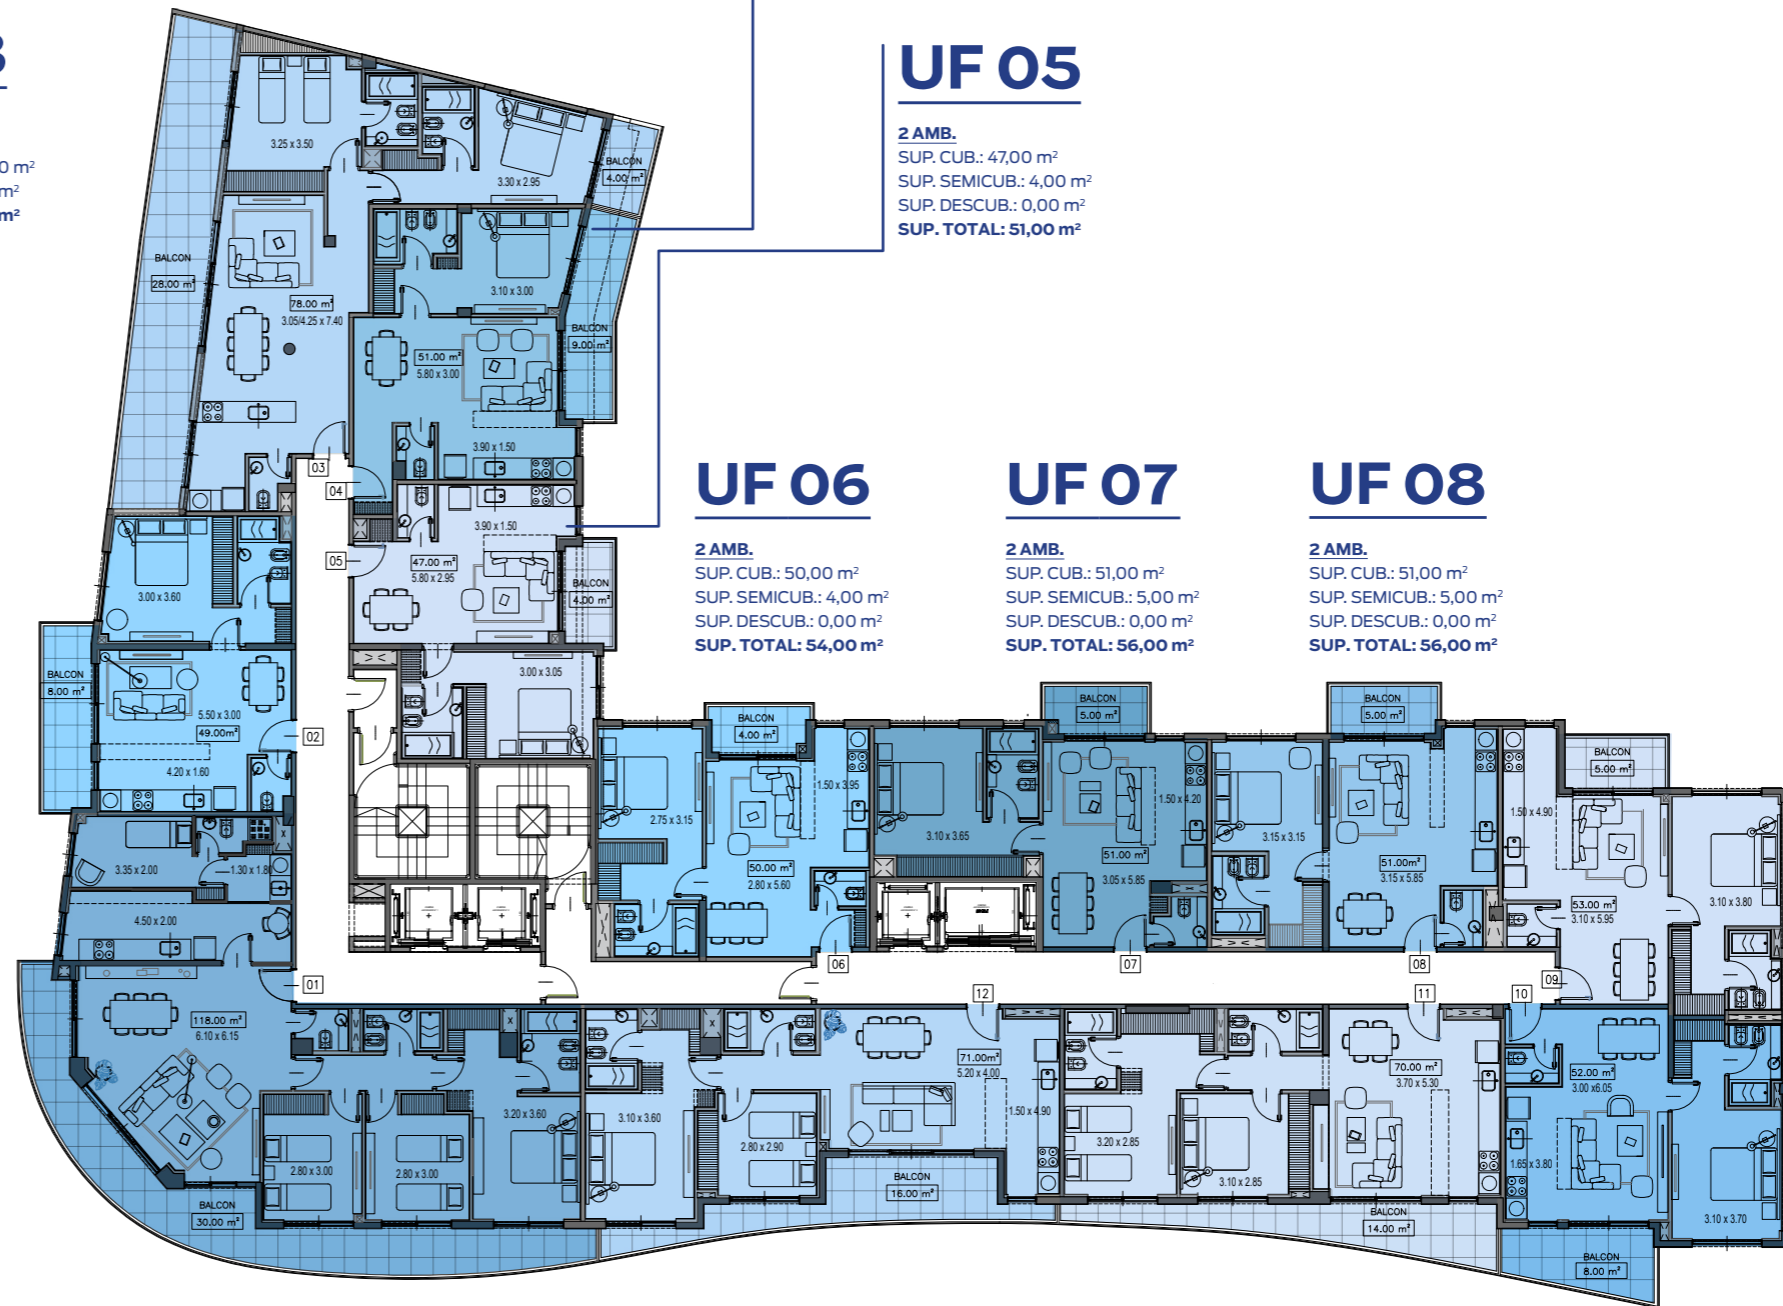 3
0 m²
m²
m²
UF 05
2 AMB.
SUP. CUB.: 47,00 m²
SUP. SEMICUB.: 4,00 m²
SUP. DESCUB.: 0,00 m²
SUP. TOTAL: 51,00 m²
UF 06
2 AMB.
SUP. CUB.: 50,00 m²
SUP. SEMICUB.: 4,00 m²
SUP. DESCUB.: 0,00 m²
SUP. TOTAL: 54,00 m²
UF 07
2 AMB.
SUP. CUB.: 51,00 m²
SUP. SEMICUB.: 5,00 m²
SUP. DESCUB.: 0,00 m²
SUP. TOTAL: 56,00 m²
UF 08
2 AMB.
SUP. CUB.: 51,00 m²
SUP. SEMICUB.: 5,00 m²
SUP. DESCUB.: 0,00 m²
SUP. TOTAL: 56,00 m²
3.25 x 3.50
3.30 x 2.95
BALCON
4.00 m²
BALCON
28.00 m²
78.00 m²
3.05/4.25 x 7.40
3.10 x 3.00
BALCON
9.00 m²
51.00 m²
5.80 x 3.00
3.90 x 1.50
03
04
05
3.90 x 1.50
47.00 m²
5.80 x 2.95
BALCON
4.00 m²
3.00 x 3.05
3.00 x 3.60
BALCON
8.00 m²
5.50 x 3.00
49.00m²
4.20 x 1.60
02
3.35 x 2.00
1.30 x 1.80
4.50 x 2.00
01
118.00 m²
6.10 x 6.15
2.80 x 3.00
2.80 x 3.00
3.20 x 3.60
BALCON
30.00 m²
BALCON
4.00 m²
2.75 x 3.15
1.50 x 3.95
50.00 m²
2.80 x 5.60
06
BALCON
5.00 m²
3.10 x 3.65
1.50 x 4.20
51.00 m²
3.05 x 5.85
07
BALCON
5.00 m²
3.15 x 3.15
51.00m²
3.15 x 5.85
08
BALCON
5.00 m²
1.50 x 4.90
53.00 m²
3.10 x 5.95
3.10 x 3.80
09
12
11
10
3.10 x 3.60
2.80 x 2.90
71.00m²
5.20 x 4.00
1.50 x 4.90
BALCON
16.00 m²
3.20 x 2.85
3.10 x 2.85
70.00 m²
3.70 x 5.30
BALCON
14.00 m²
52.00 m²
3.00 x6.05
1.65 x 3.80
3.10 x 3.70
BALCON
8.00 m²